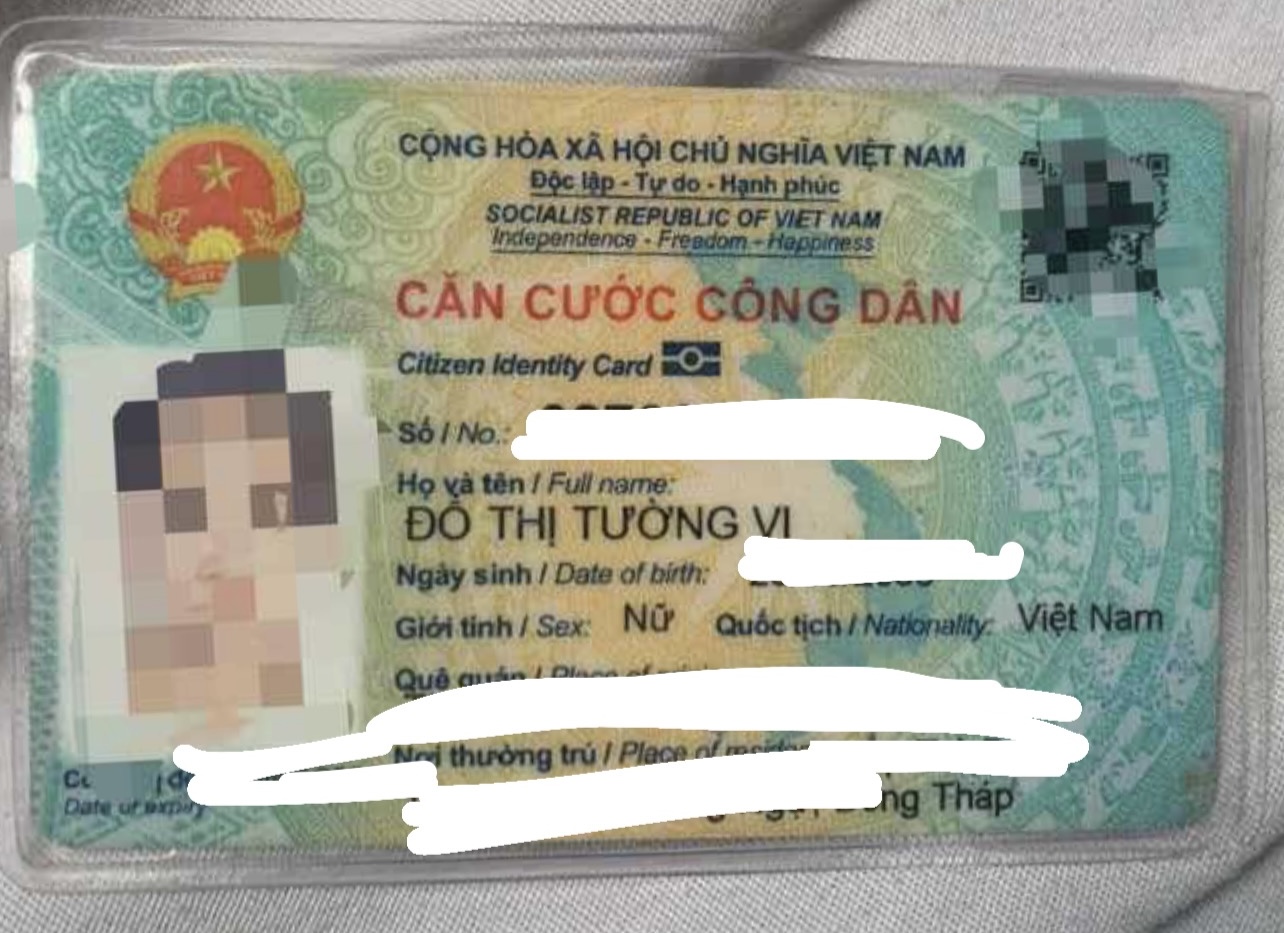 CỘNG HÒA XÃ HỘI CHỦ NGHĨA VIỆT NAM
Độc lập - Tự do - Hạnh phúc
SOCIALIST REPUBLIC OF VIET NAM
Independence - Freedom - Happiness
CĂN CƯỚC CÔNG DÂN
Citizen Identity Card
Số / No.:
Họ và tên / Full name:
ĐỖ THỊ TƯỜNG VI
Ngày sinh / Date of birth:
Giới tính / Sex: Nữ Quốc tịch / Nationality: Việt Nam
Quê quán / Place of
Nơi thường trú / Place of
Date of expiry
Tháp